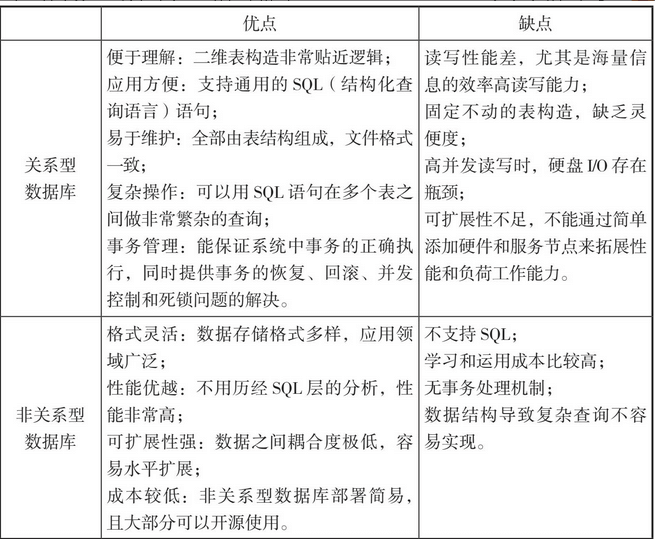 优点
缺点
关系型
数据库
便于理解：二维表构造非常贴近逻辑；
应用方便：支持通用的 SQL（结构化查
询语言）语句；
易于维护：全部由表结构组成，文件格式
一致；
复杂操作：可以用 SQL 语句在多个表之
间做非常繁杂的查询；
事务管理：能保证系统中事务的正确执
行，同时提供事务的恢复、回滚、并发
控制和死锁问题的解决。
读写性能差，尤其是海量信
息的效率高读写能力；
固定不动的表构造，缺乏灵
便度；
高并发读写时，硬盘 I/O 存在
瓶颈；
可扩展性不足，不能通过简单
添加硬件和服务节点来拓展性
能和负荷工作能力。
非关系型
数据库
格式灵活：数据存储格式多样，应用领
域广泛；
性能优越：不用历经 SQL 层的分析，性
能非常高；
可扩展性强：数据之间耦合度极低，容
易水平扩展；
成本较低：非关系型数据库部署简易，
且大部分可以开源使用。
不支持 SQL；
学习和运用成本比较高；
无事务处理机制；
数据结构导致复杂查询不容
易实现。